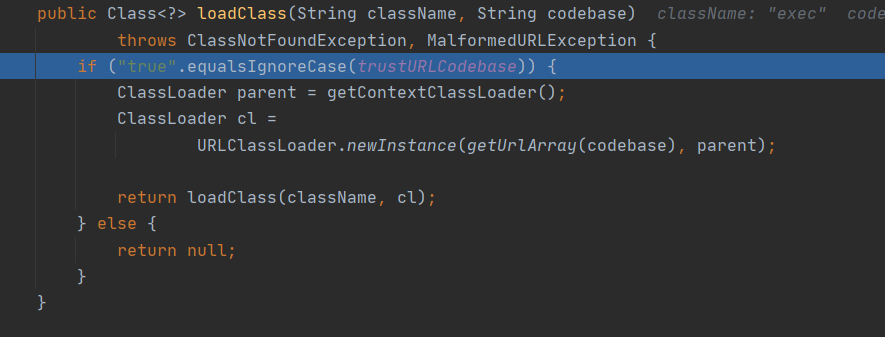 public Class<?> loadClass(String className, String codebase) className: "exec" code
throws ClassNotFoundException, MalformedURLException {
if ("true".equalsIgnoreCase(trustURLCodebase)) {
ClassLoader parent = getContextClassLoader();
ClassLoader cl =
URLClassLoader.newInstance(getUrlArray(codebase), parent);
return loadClass(className, cl);
} else {
return null;
}
}